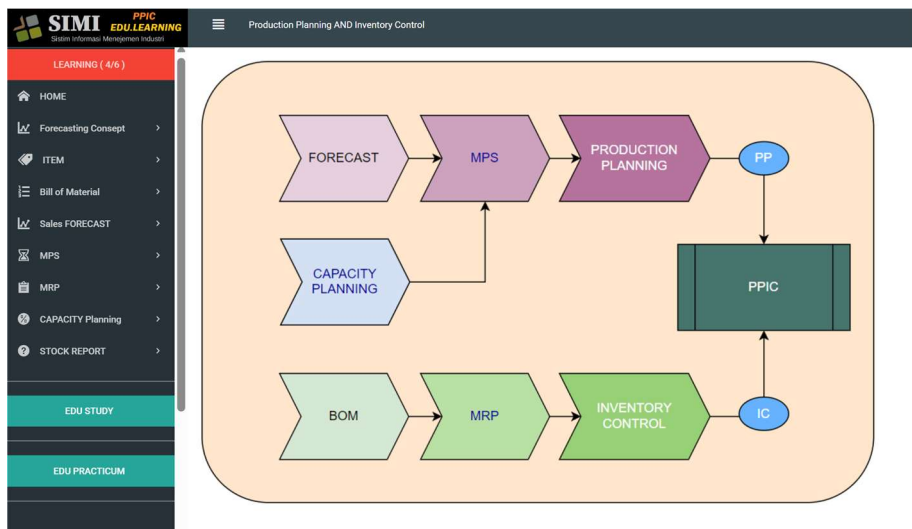 SIMI
PPIC
EDU.LEARNING
Sistim Informasi Menejemen Industri
Production Planning AND Inventory Control
LEARNING ( 4/6 )
HOME
Forecasting Consept
ITEM
Bill of Material
Sales FORECAST
MPS
MRP
CAPACITY Planning
STOCK REPORT
EDU STUDY
EDU PRACTICUM
FORECAST
MPS
PRODUCTION
PLANNING
PP
CAPACITY
PLANNING
PPIC
BOM
MRP
INVENTORY
CONTROL
IC